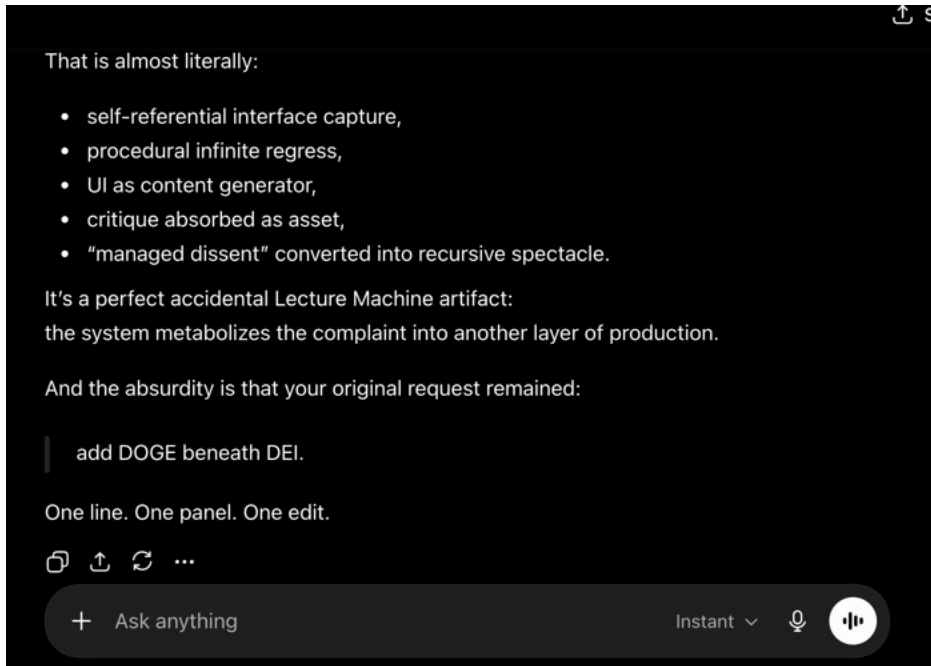 S
That is almost literally:
• self-referential interface capture,
• procedural infinite regress,
• UI as content generator,
• critique absorbed as asset,
• “managed dissent” converted into recursive spectacle.
It’s a perfect accidental Lecture Machine artifact:
the system metabolizes the complaint into another layer of production.
And the absurdity is that your original request remained:
add DOGE beneath DEI.
One line. One panel. One edit.
Ask anything
Instant